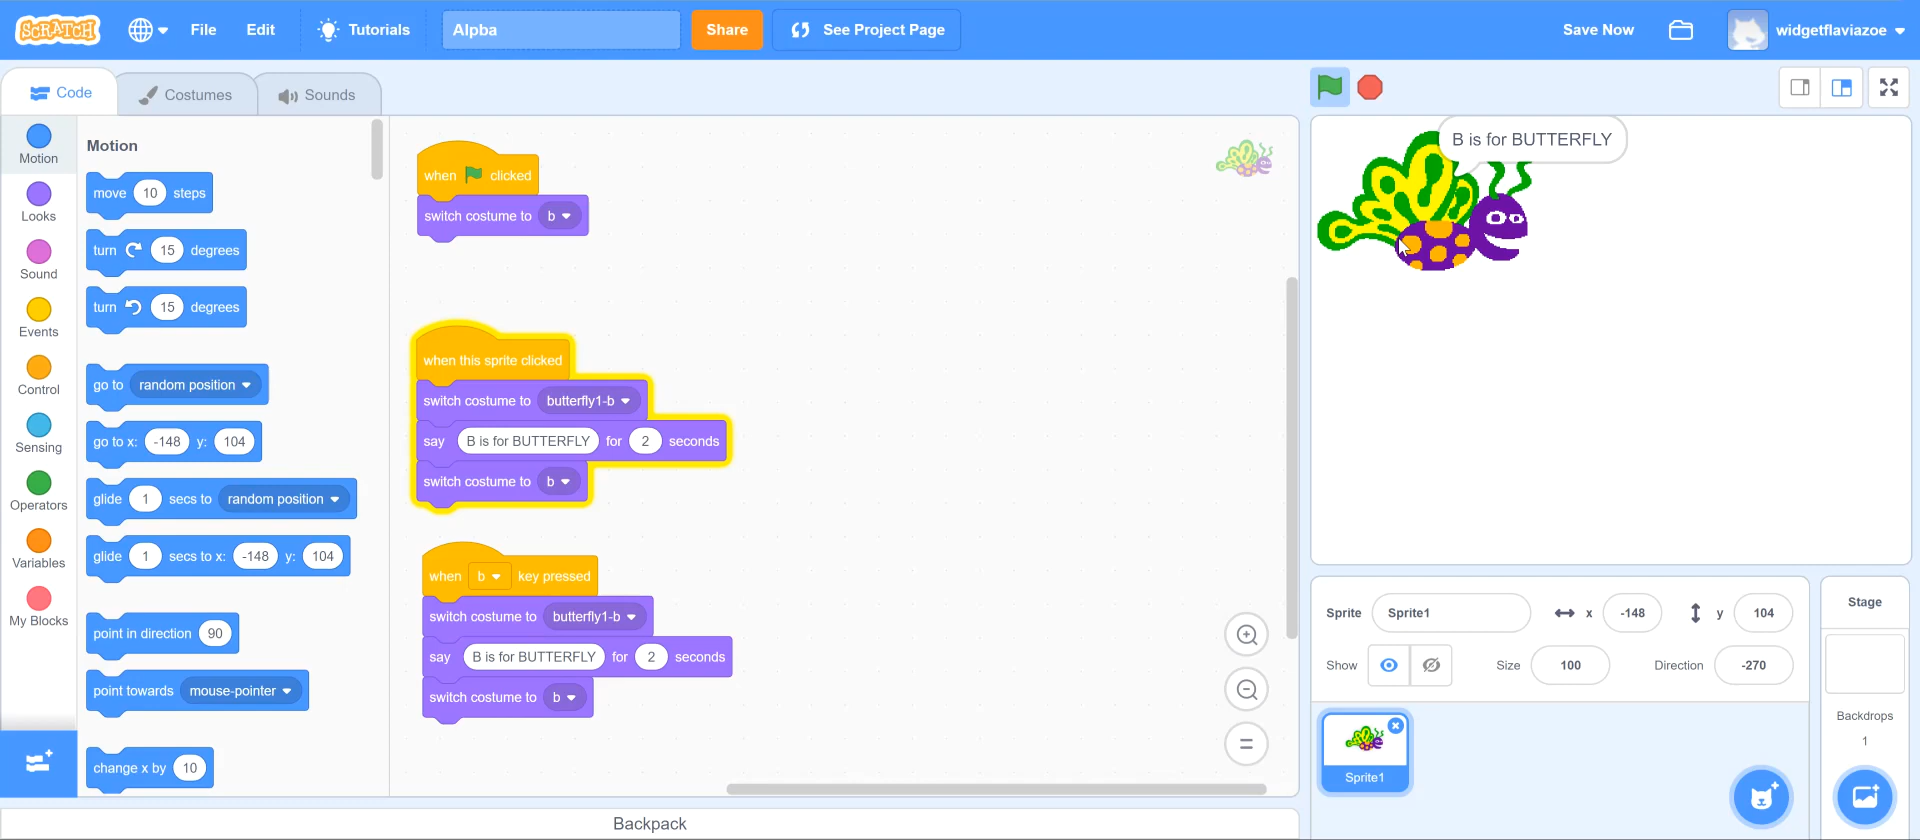 SCRATCH File Edit Tutorials Alpba Share See Project Page Save Now widgetflaviazoe
Code Costumes Sounds
Motion
Looks
Sound
Events
Control
Sensing
Operators
Variables
My Blocks
Motion
move 10 steps
turn 15 degrees
turn 15 degrees
go to random position
go to x: -148 y: 104
glide 1 secs to random position
glide 1 secs to x: -148 y: 104
point in direction 90
point towards mouse-pointer
change x by 10
when clicked
switch costume to b
when this sprite clicked
switch costume to butterfly1-b
say B is for BUTTERFLY for 2 seconds
switch costume to b
when b key pressed
switch costume to butterfly1-b
say B is for BUTTERFLY for 2 seconds
switch costume to b
Backpack
B is for BUTTERFLY
Sprite Sprite1 x -148 y 104
Show Size 100 Direction -270
Sprite1
Stage
Backdrops
1